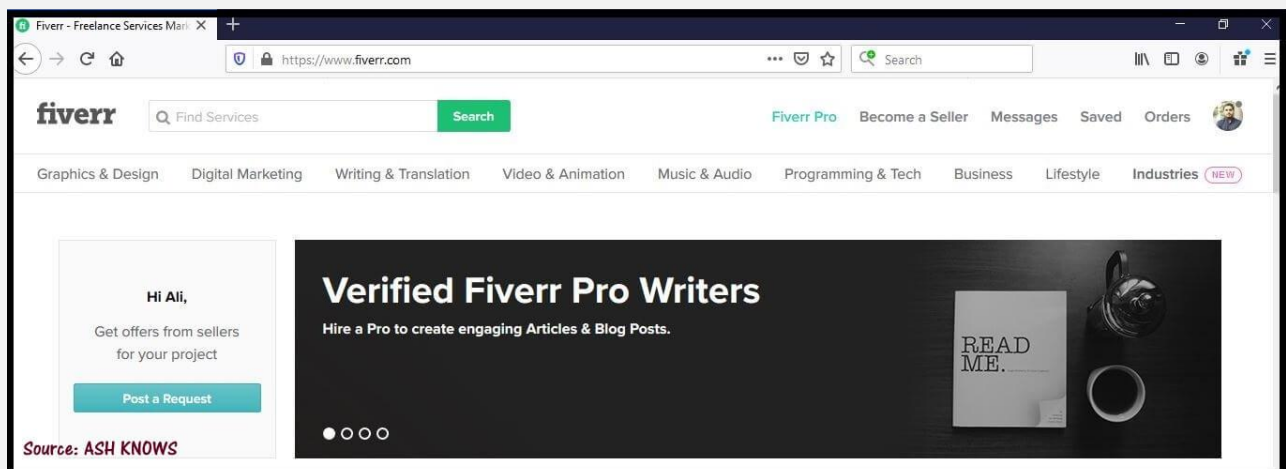 Fiverr - Freelance Services Mar
https://www.fiverr.com
Search
fiverr
Find Services
Search
Fiverr Pro
Become a Seller
Messages
Saved
Orders
Graphics & Design
Digital Marketing
Writing & Translation
Video & Animation
Music & Audio
Programming & Tech
Business
Lifestyle
Industries NEW
Hi Ali,
Get offers from sellers
for your project
Post a Request
Verified Fiverr Pro Writers
Hire a Pro to create engaging Articles & Blog Posts.
READ
ME.
Source: ASH KNOWS